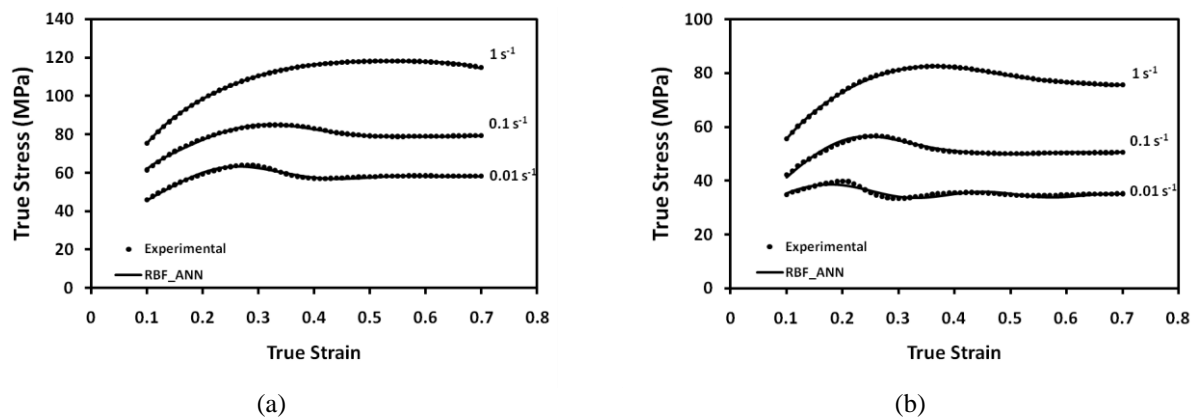 140
120
100
80
60
40
20
0
True Stress (MPa)
1 s-1
0.1 s-1
0.01 s-1
Experimental
RBF_ANN
0 0.1 0.2 0.3 0.4 0.5 0.6 0.7 0.8
True Strain
(a)
100
80
60
40
20
0
True Stress (MPa)
1 s-1
0.1 s-1
0.01 s-1
Experimental
RBF_ANN
0 0.1 0.2 0.3 0.4 0.5 0.6 0.7 0.8
True Strain
(b)